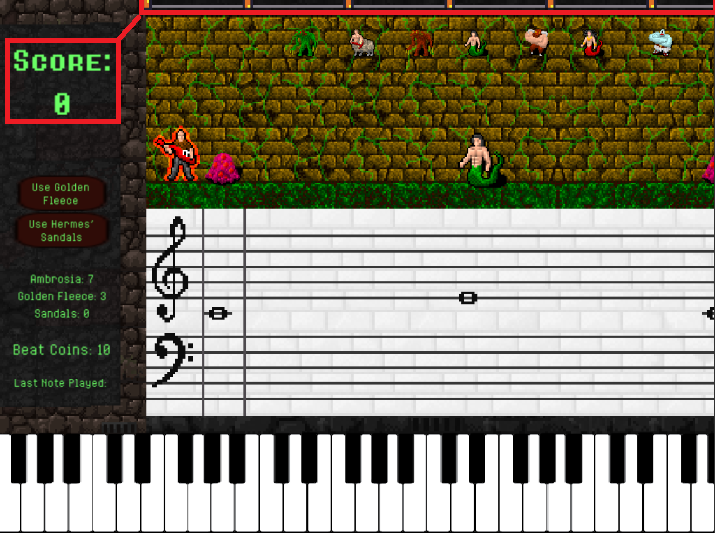 Score:
0
Use Golden
Fleece
Use Hermes'
Sandals
Ambrosia: 7
Golden Fleece: 3
Sandals: 0
Beat Coins: 10
Last Note Played: